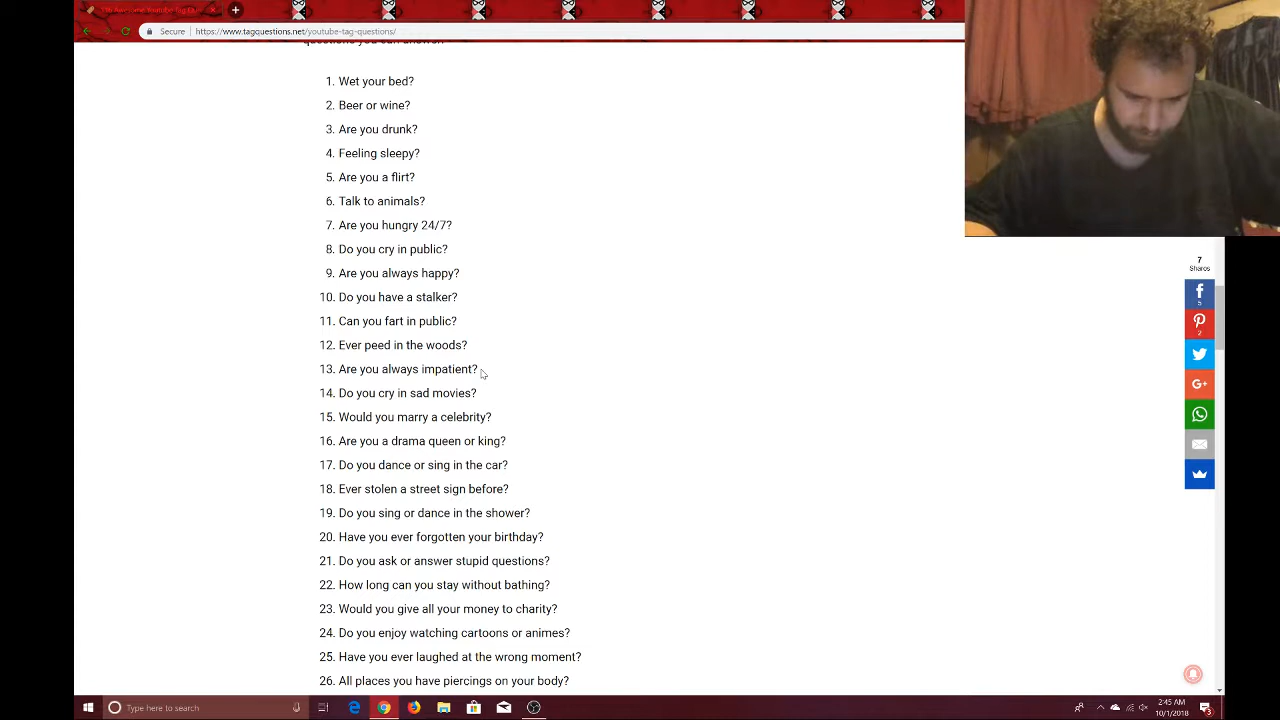 Secure https://www.tagquestions.net/youtube-tag-questions/
questions you can answer.
1. Wet your bed?
2. Beer or wine?
3. Are you drunk?
4. Feeling sleepy?
5. Are you a flirt?
6. Talk to animals?
7. Are you hungry 24/7?
8. Do you cry in public?
9. Are you always happy?
10. Do you have a stalker?
11. Can you fart in public?
12. Ever peed in the woods?
13. Are you always impatient?
14. Do you cry in sad movies?
15. Would you marry a celebrity?
16. Are you a drama queen or king?
17. Do you dance or sing in the car?
18. Ever stolen a street sign before?
19. Do you sing or dance in the shower?
20. Have you ever forgotten your birthday?
21. Do you ask or answer stupid questions?
22. How long can you stay without bathing?
23. Would you give all your money to charity?
24. Do you enjoy watching cartoons or animes?
25. Have you ever laughed at the wrong moment?
26. All places you have piercings on your body?
7
Shares
5
2
Type here to search
2:45 AM
10/1/2018
3